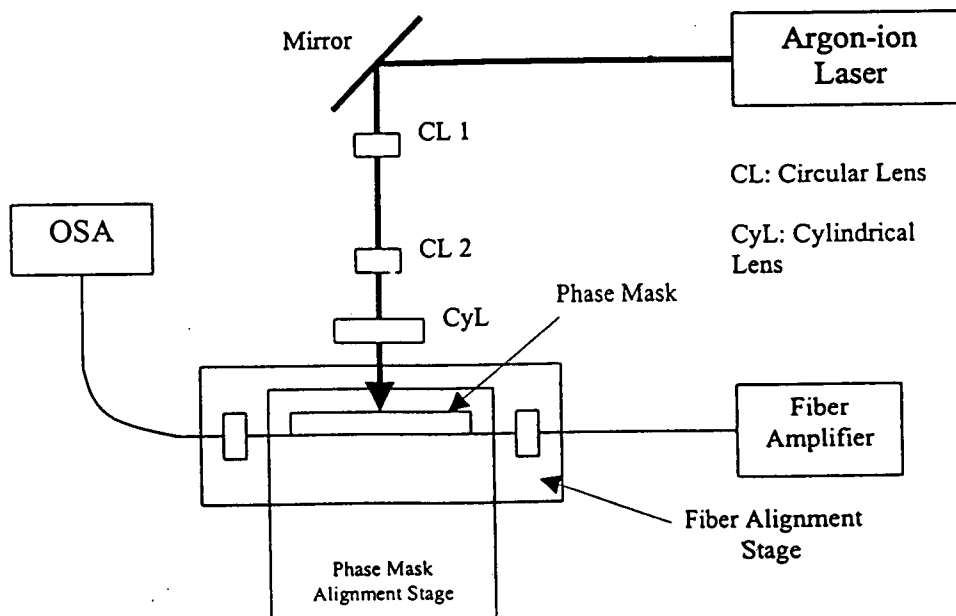 Mirror
Argon-ion
Laser
CL 1
CL: Circular Lens
OSA
CL 2
CyL: Cylindrical
Lens
Phase Mask
CyL
Fiber
Amplifier
Fiber Alignment
Stage
Phase Mask
Alignment Stage